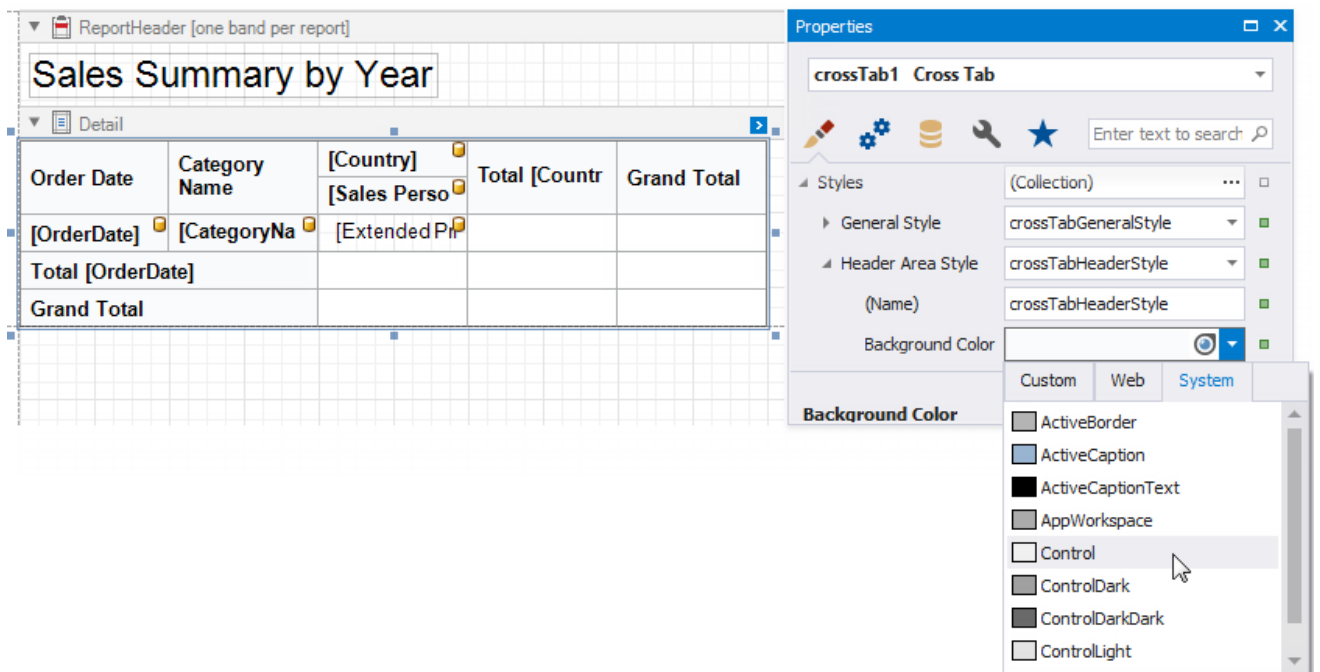 ReportHeader [one band per report]
Sales Summary by Year
Detail
Order Date
Category
Name
[Country]
[Sales Perso
Total [Countr
Grand Total
[OrderDate]
[CategoryNa
[Extended Pr
Total [OrderDate]
Grand Total
Properties
crossTab1 Cross Tab
Enter text to search
Styles (Collection) ...
General Style crossTabGeneralStyle
Header Area Style crossTabHeaderStyle
(Name) crossTabHeaderStyle
Background Color
Custom Web System
Background Color
ActiveBorder
ActiveCaption
ActiveCaptionText
AppWorkspace
Control
ControlDark
ControlDarkDark
ControlLight